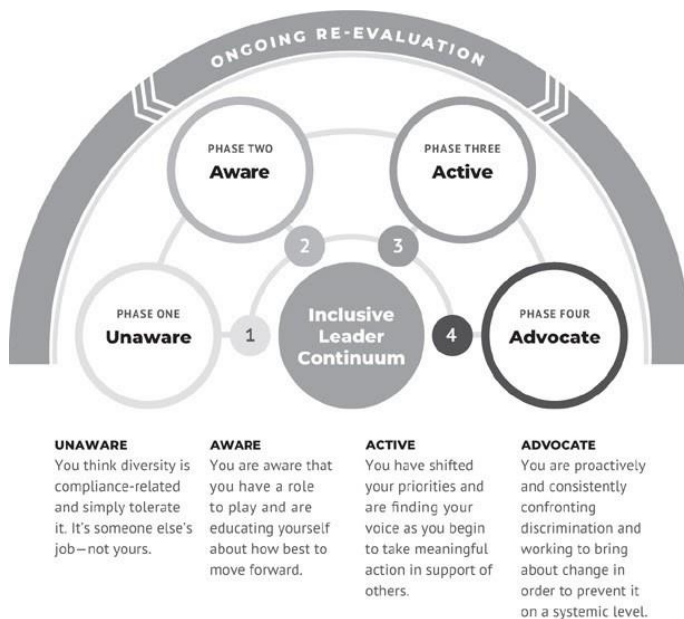 ONGOING RE-EVALUATION
PHASE TWO
Aware
PHASE THREE
Active
2
3
PHASE ONE
Unaware
1
Inclusive
Leader
Continuum
4
PHASE FOUR
Advocate
UNAWARE
You think diversity is
compliance-related
and simply tolerate
it. It's someone else's
job—not yours.
AWARE
You are aware that
you have a role
to play and are
educating yourself
about how best to
move forward.
ACTIVE
You have shifted
your priorities and
are finding your
voice as you begin
to take meaningful
action in support of
others.
ADVOCATE
You are proactively
and consistently
confronting
discrimination and
working to bring
about change in
order to prevent it
on a systemic level.